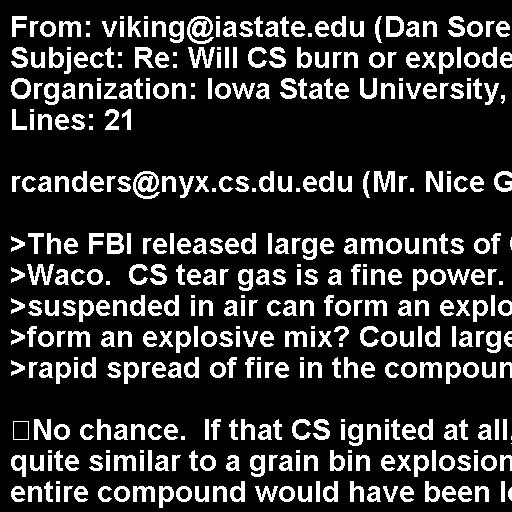 From: viking@iastate.edu (Dan Sore
Subject: Re: Will CS burn or explode
Organization: Iowa State University,
Lines: 21
rcanders@nyx.cs.du.edu (Mr. Nice G
>The FBI released large amounts of
>Waco.  CS tear gas is a fine power.
>suspended in air can form an explo
>form an explosive mix? Could large
>rapid spread of fire in the compoun
No chance.  If that CS ignited at all,
quite similar to a grain bin explosion
entire compound would have been le